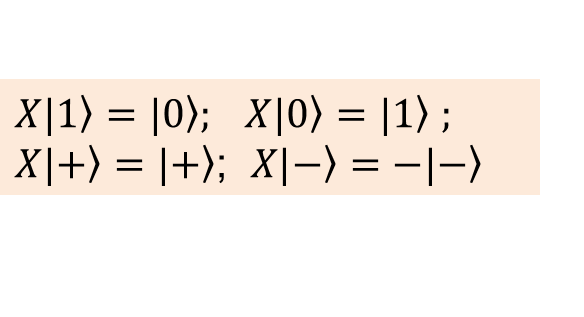 X|1⟩ = |0⟩; X|0⟩ = |1⟩ ;
X|+⟩ = |+⟩; X|−⟩ = −|−⟩